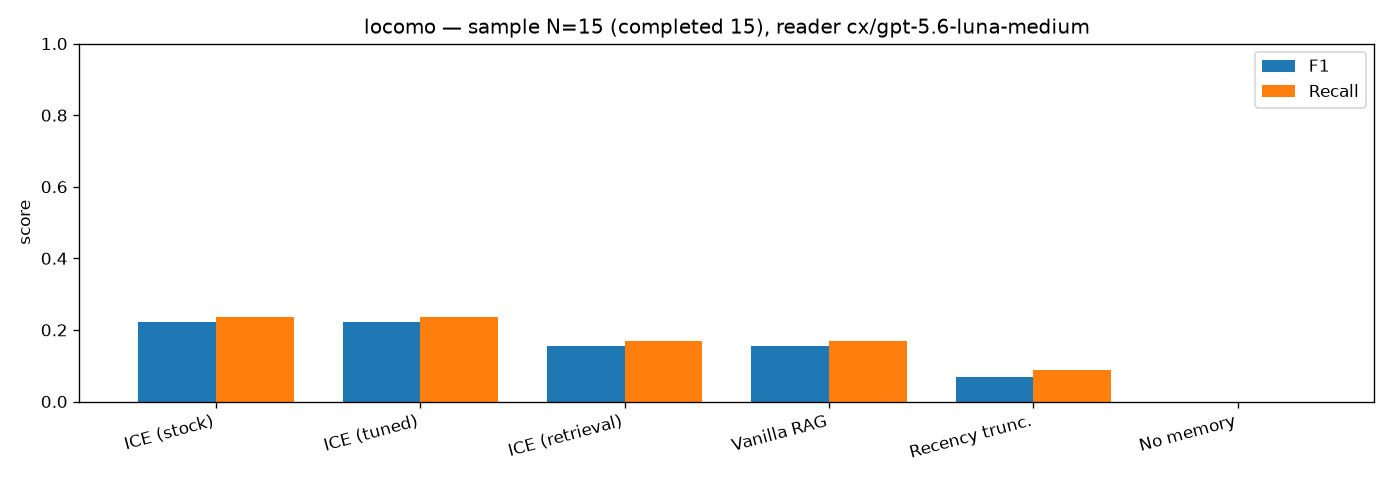 locomo — sample N=15 (completed 15), reader cx/gpt-5.6-luna-medium
F1
Recall
1.0
0.8
0.6
0.4
0.2
0.0
score
ICE (stock)
ICE (tuned)
ICE (retrieval)
Vanilla RAG
Recency trunc.
No memory